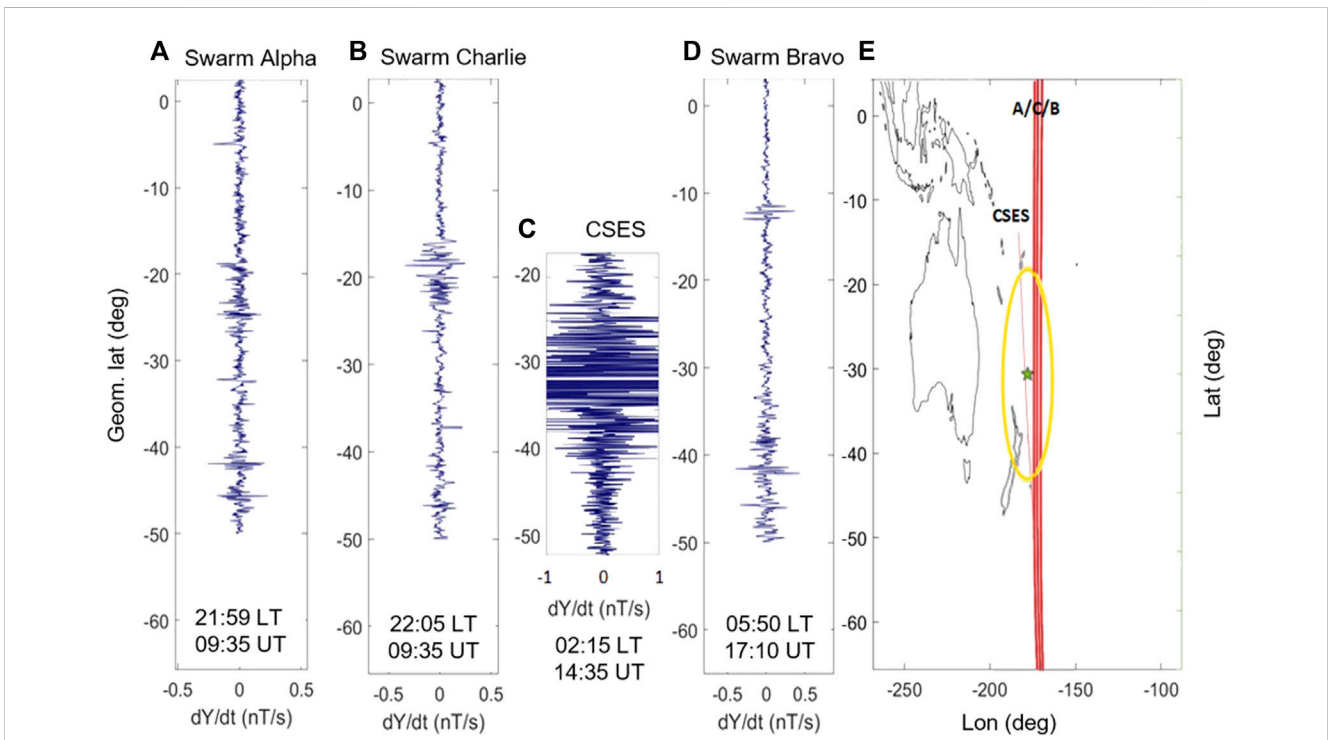 A Swarm Alpha
B Swarm Charlie
D Swarm Bravo
E
Geom. lat (deg)
0
-10
-20
-30
-40
-50
-60
21:59 LT
09:35 UT
-0.5 0 0.5
dY/dt (nT/s)
0
-10
-20
-30
-40
-50
-60
22:05 LT
09:35 UT
-0.5 0 0.5
dY/dt (nT/s)
C
CSES
-20
-30
-40
-50
-1 0 1
dY/dt (nT/s)
02:15 LT
14:35 UT
0
-10
-20
-30
-40
-50
-60
05:50 LT
17:10 UT
-0.5 0 0.5
dY/dt (nT/s)
A/C/B
CSES
0
-10
-20
-30
-40
-50
-60
-250 -200 -150 -100
Lon (deg)
Lat (deg)